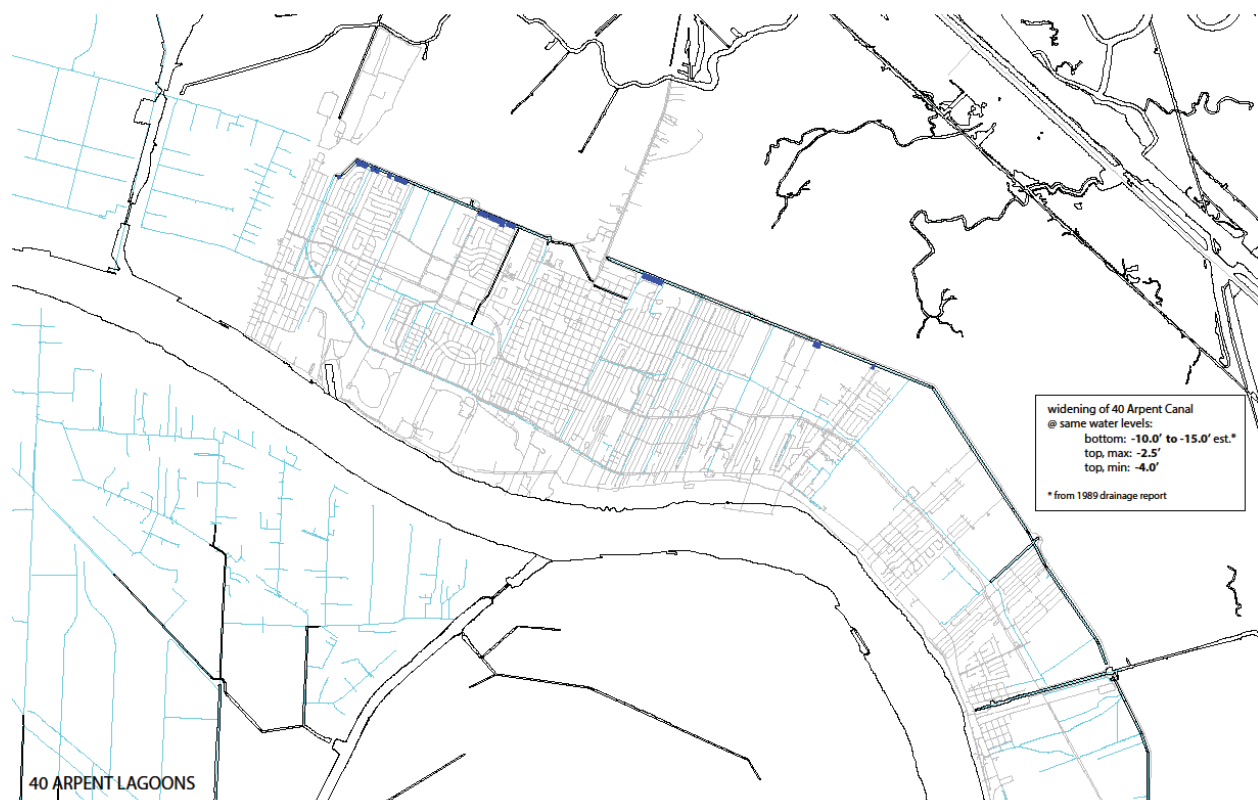 widening of 40 Arpent Canal
@ same water levels:
bottom: -10.0' to -15.0' est.*
top, max: -2.5'
top, min: -4.0'
* from 1989 drainage report
40 ARPENT LAGOONS